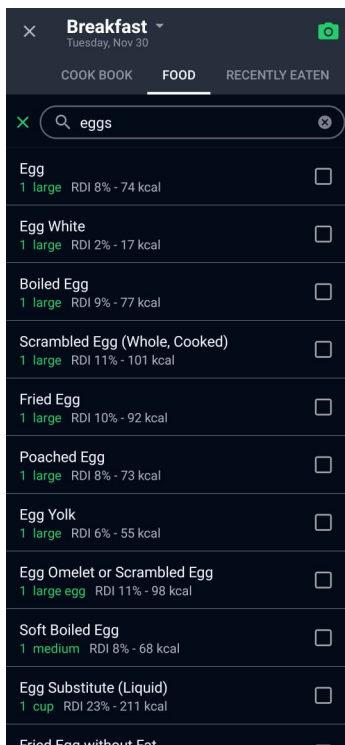 Breakfast
Tuesday, Nov 30
COOK BOOK FOOD RECENTLY EATEN
eggs
Egg
1 large RDI 8% - 74 kcal
Egg White
1 large RDI 2% - 17 kcal
Boiled Egg
1 large RDI 9% - 77 kcal
Scrambled Egg (Whole, Cooked)
1 large RDI 11% - 101 kcal
Fried Egg
1 large RDI 10% - 92 kcal
Poached Egg
1 large RDI 8% - 73 kcal
Egg Yolk
1 large RDI 6% - 55 kcal
Egg Omelet or Scrambled Egg
1 large egg RDI 11% - 98 kcal
Soft Boiled Egg
1 medium RDI 8% - 68 kcal
Egg Substitute (Liquid)
1 cup RDI 23% - 211 kcal
Fried Egg without Fat